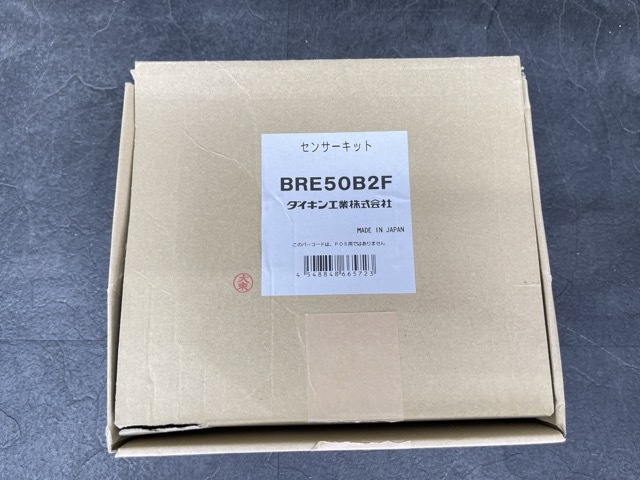 センサーキット
BRE50B2F
ダイキン工業株式会社
MADE IN JAPAN
このバーコードは、POS用ではありません
4 548848 665723
大東